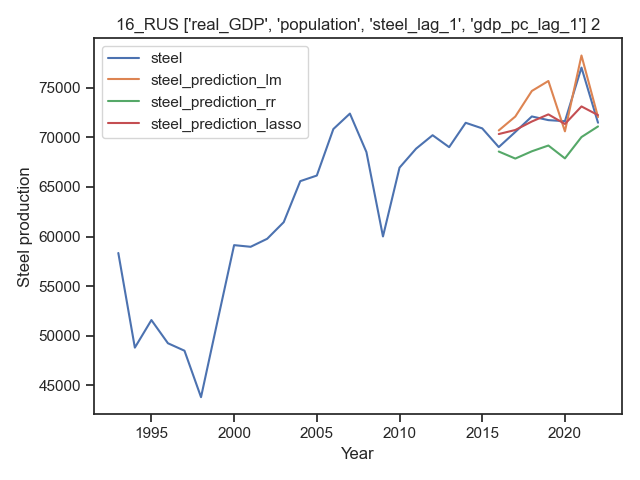 16_RUS ['real_GDP', 'population', 'steel_lag_1', 'gdp_pc_lag_1'] 2
steel
steel_prediction_lm
steel_prediction_rr
steel_prediction_lasso
75000
70000
65000
60000
55000
50000
45000
Steel production
1995
2000
2005
2010
2015
2020
Year